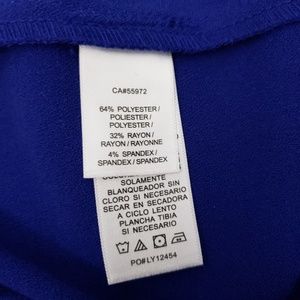 CA#55972
64% POLYESTER /
POLIESTER /
POLYESTER /
32% RAYON /
RAYON / RAYONNE
4% SPANDEX /
SPANDEX / SPANDEX
SOLAMENTE
BLANQUEADOR SIN
CLORO SI NECESARIO
SECAR EN SECADORA
A CICLO LENTO
PLANCHA TIBIA
SI NECESARIO
PO#LY12454